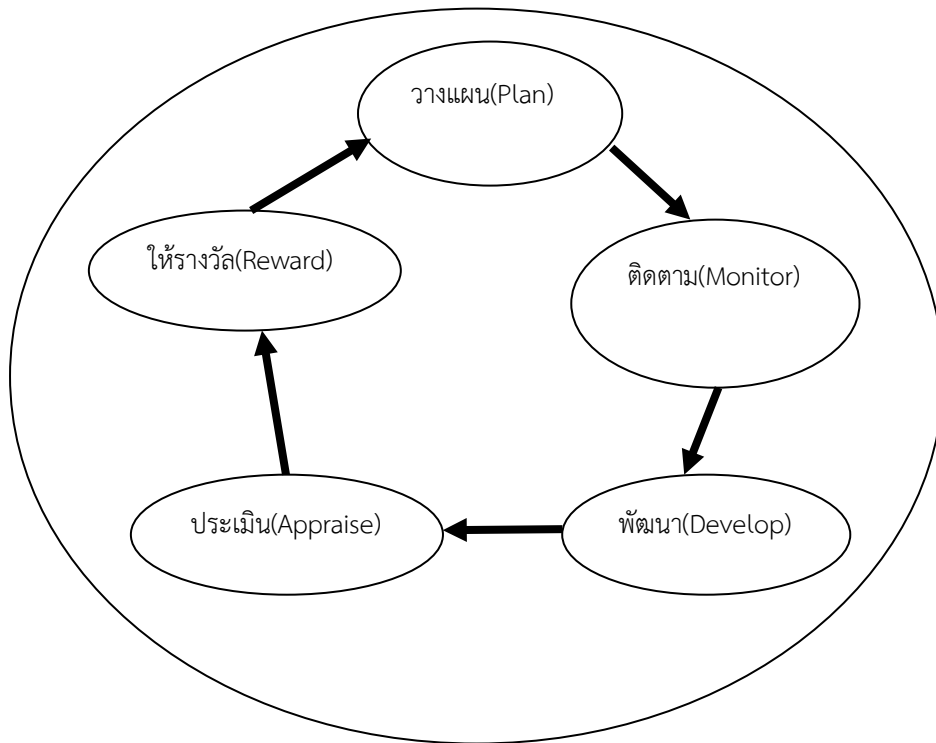 วางแผน(Plan)
ติดตาม(Monitor)
พัฒนา(Develop)
ประเมิน(Appraise)
ให้รางวัล(Reward)